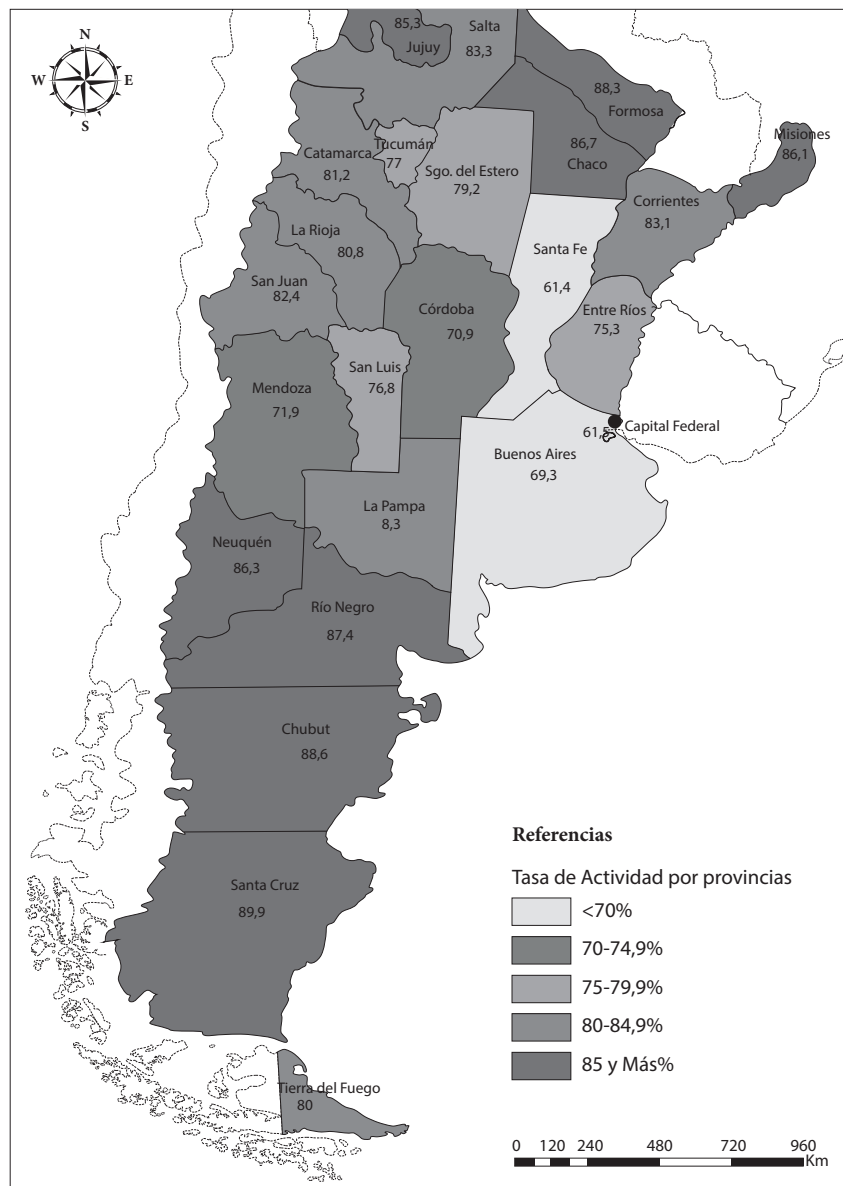 N
W E
S
85,3
Jujuy
Salta
83,3
88,3
Formosa
86,7
Chaco
Misiones
86,1
Catamarca
81,2
Tucumán
77
Sgo. del Estero
79,2
Corrientes
83,1
La Rioja
80,8
Santa Fe
61,4
San Juan
82,4
Córdoba
70,9
Entre Ríos
75,3
San Luis
76,8
Mendoza
71,9
Capital Federal
61,5
Buenos Aires
69,3
La Pampa
8,3
Neuquén
86,3
Río Negro
87,4
Chubut
88,6
Santa Cruz
89,9
Tierra del Fuego
80
Referencias
Tasa de Actividad por provincias
<70%
70-74,9%
75-79,9%
80-84,9%
85 y Más%
0 120 240 480 720 960
Km